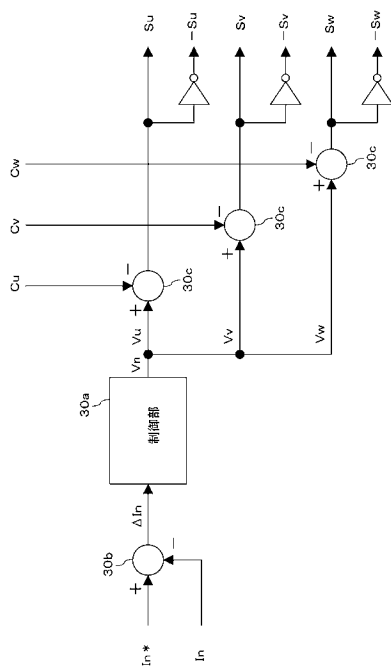 Cu
Cv
Cw
In*
In
+
−
30b
ΔIn
30a
制御部
Vn
Vu
Vv
Vw
+
−
30c
+
−
30c
+
−
30c
Su
−Su
Sv
−Sv
Sw
−Sw